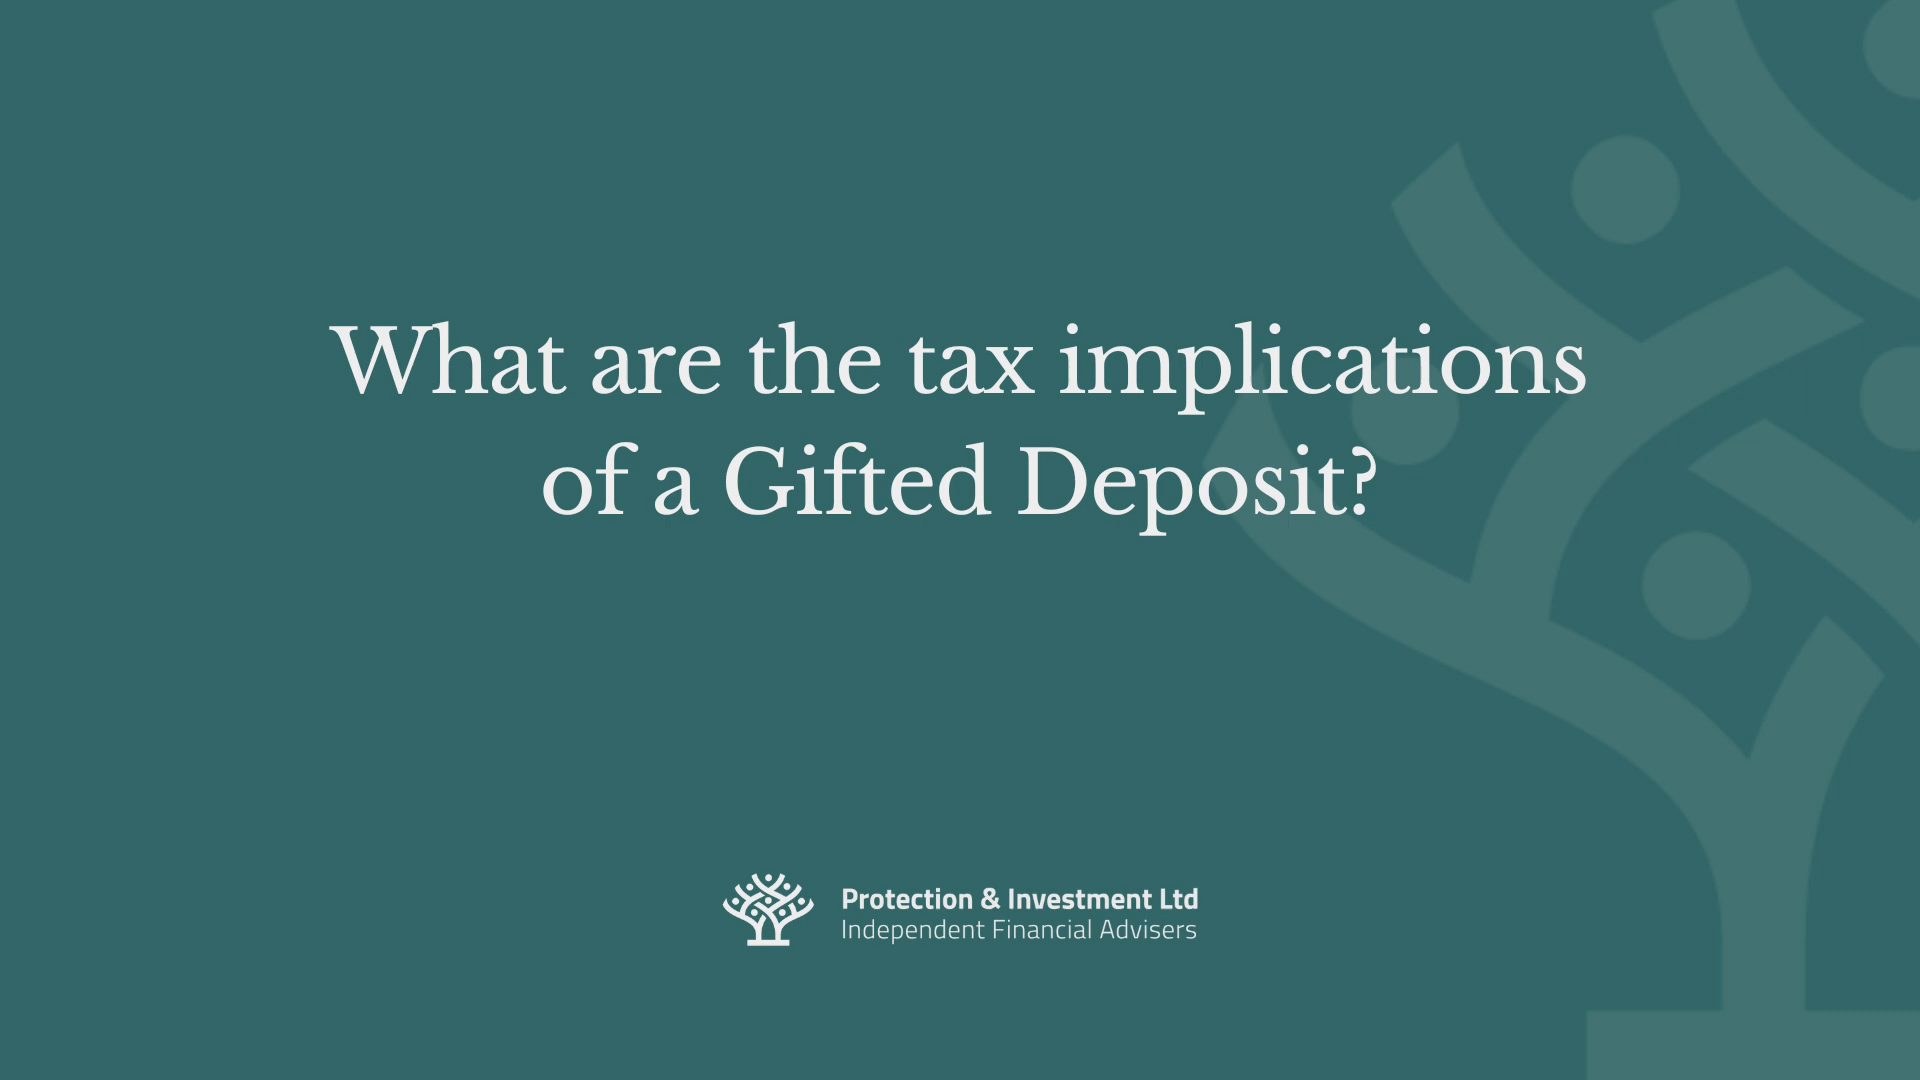 What are the tax implications
of a Gifted Deposit?
Protection & Investment Ltd
Independent Financial Advisers